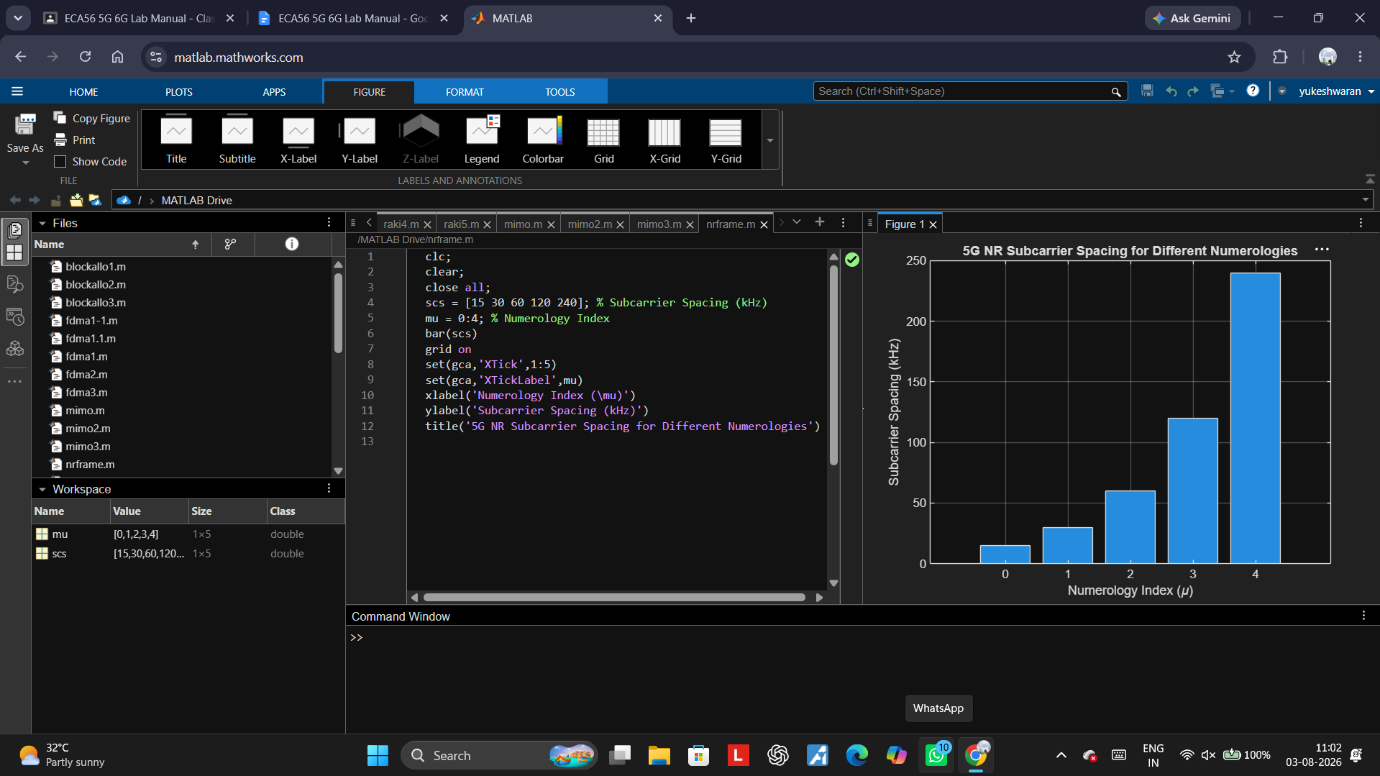 ECA56 5G 6G Lab Manual - Clas
ECA56 5G 6G Lab Manual - Goo
MATLAB
Ask Gemini
matlab.mathworks.com
HOME
PLOTS
APPS
FIGURE
FORMAT
TOOLS
Search (Ctrl+Shift+Space)
yukeshwaran
Save As
Copy Figure
Print
Show Code
FILE
Title
Subtitle
X-Label
Y-Label
Z-Label
Legend
Colorbar
Grid
X-Grid
Y-Grid
LABELS AND ANNOTATIONS
/ > MATLAB Drive
Files
Name
blockallo1.m
blockallo2.m
blockallo3.m
fdma1-1.m
fdma1.1.m
fdma1.m
fdma2.m
fdma3.m
mimo.m
mimo2.m
mimo3.m
nrframe.m
Workspace
Name Value Size Class
mu [0,1,2,3,4] 1×5 double
scs [15,30,60,120... 1×5 double
raki4.m
raki5.m
mimo.m
mimo2.m
mimo3.m
nrframe.m
/MATLAB Drive/nrframe.m
1 clc;
2 clear;
3 close all;
4 scs = [15 30 60 120 240]; % Subcarrier Spacing (kHz)
5 mu = 0:4; % Numerology Index
6 bar(scs)
7 grid on
8 set(gca,'XTick',1:5)
9 set(gca,'XTickLabel',mu)
10 xlabel('Numerology Index (\mu)')
11 ylabel('Subcarrier Spacing (kHz)')
12 title('5G NR Subcarrier Spacing for Different Numerologies')
13
Figure 1
5G NR Subcarrier Spacing for Different Numerologies
250
200
150
100
50
0
Subcarrier Spacing (kHz)
0 1 2 3 4
Numerology Index (μ)
Command Window
>>
WhatsApp
32°C
Partly sunny
Search
L
10
ENG
IN
100%
11:02
03-08-2026